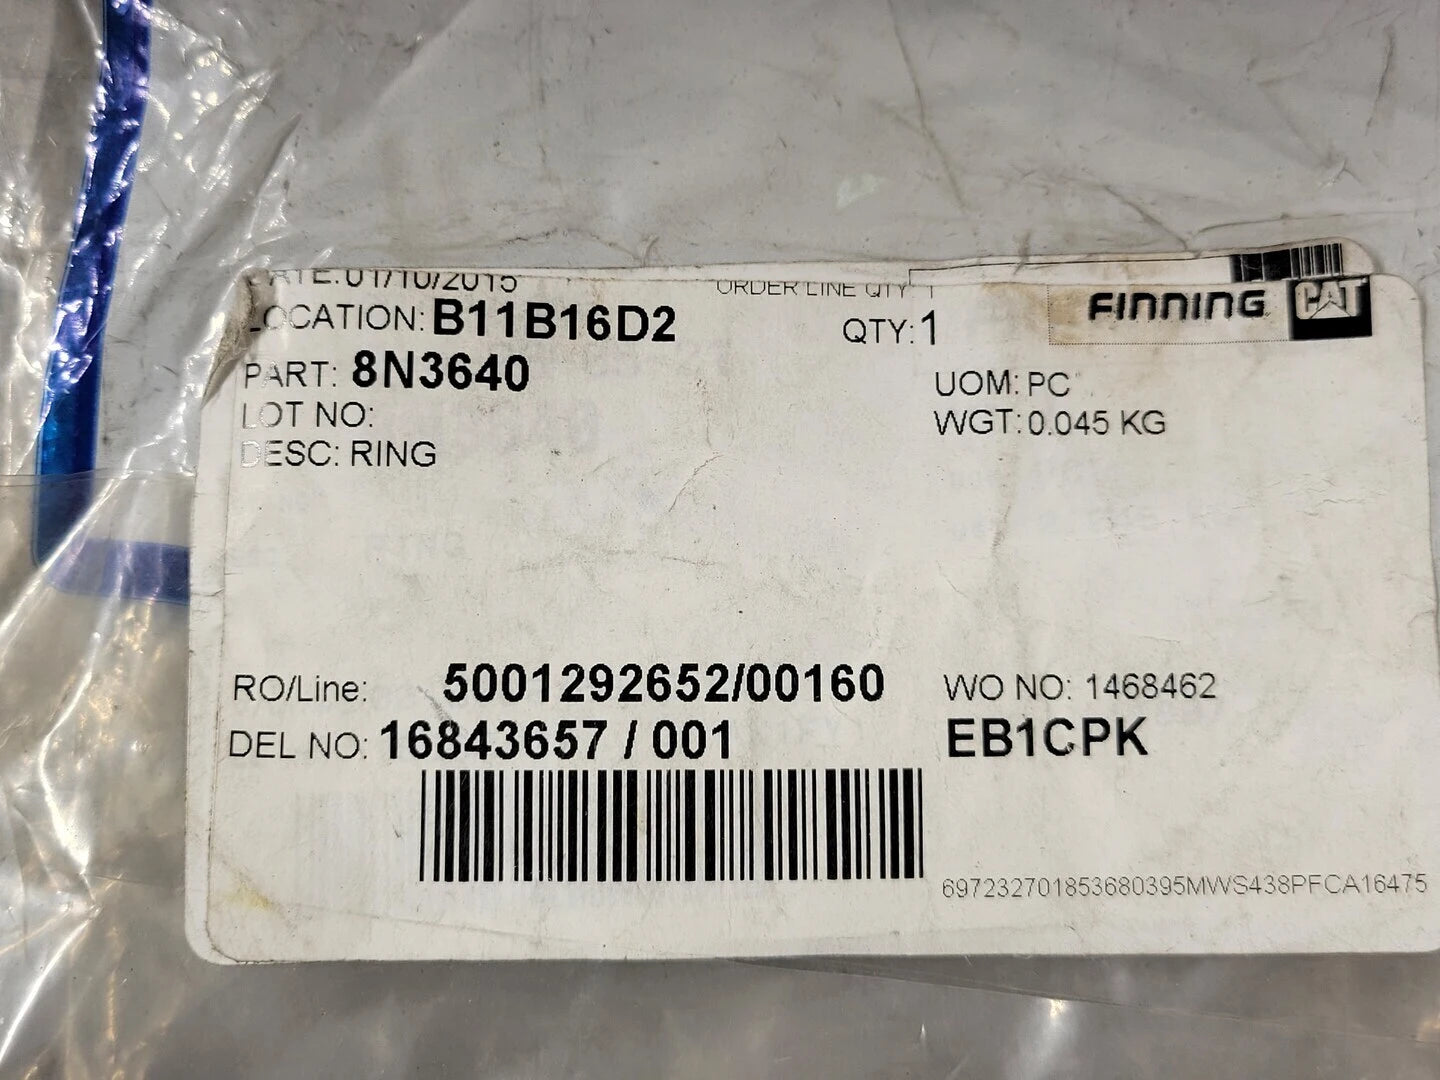 DATE: 01/10/2015
ORDER LINE QTY 1
FINNING CAT
LOCATION: B11B16D2
QTY: 1
PART: 8N3640
UOM: PC
LOT NO:
WGT: 0.045 KG
DESC: RING
RO/Line: 5001292652/00160
WO NO: 1468462
DEL NO: 16843657 / 001
EB1CPK
697232701853680395MWS438PFCA16475